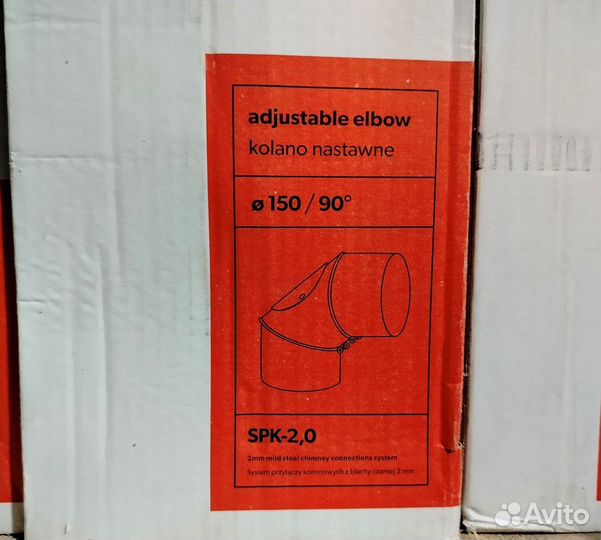 adjustable elbow
kolano nastawne
ø 150 / 90°
SPK-2,0
2mm mild steel chimney connections system
System przyłączy kominowych z blachy czarnej 2 mm
Avito